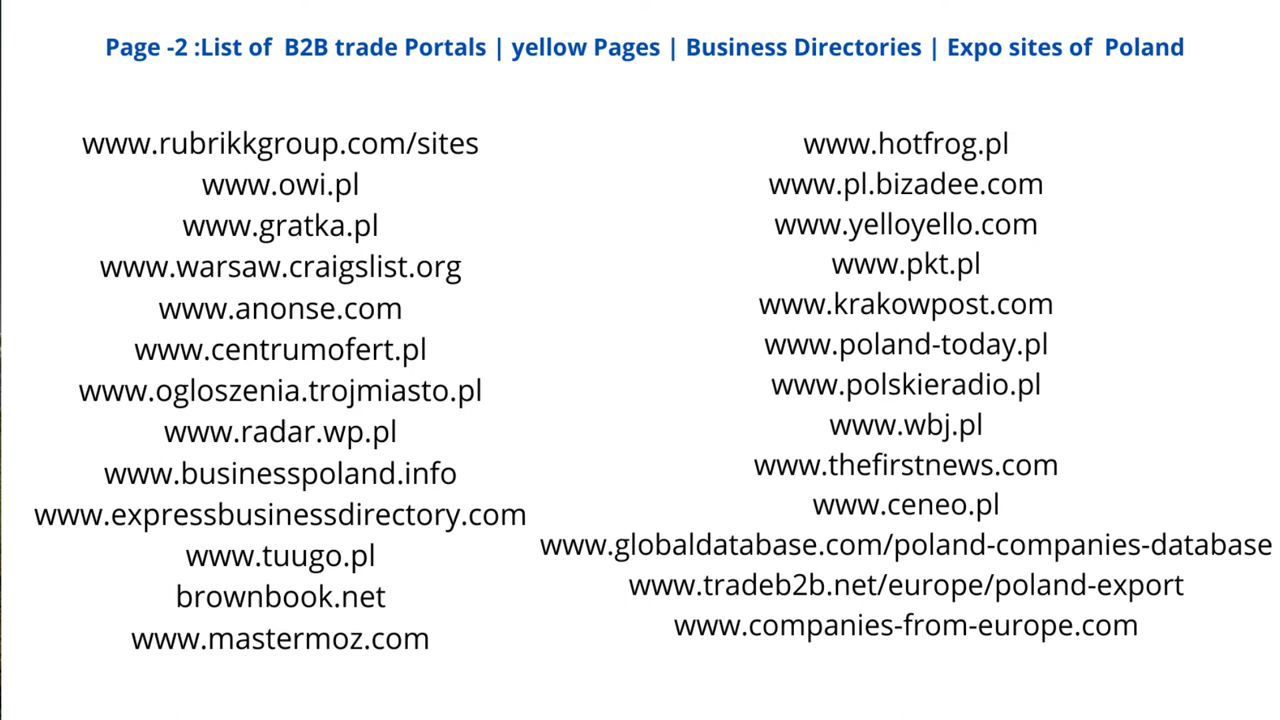 Page -2 :List of  B2B trade Portals | yellow Pages | Business Directories | Expo sites of  Poland
www.rubrikkgroup.com/sites
www.owi.pl
www.gratka.pl
www.warsaw.craigslist.org
www.anonse.com
www.centrumofert.pl
www.ogloszenia.trojmiasto.pl
www.radar.wp.pl
www.businesspoland.info
www.expressbusinessdirectory.com
www.tuugo.pl
brownbook.net
www.mastermoz.com
www.hotfrog.pl
www.pl.bizadee.com
www.yelloyello.com
www.pkt.pl
www.krakowpost.com
www.poland-today.pl
www.polskieradio.pl
www.wbj.pl
www.thefirstnews.com
www.ceneo.pl
www.globaldatabase.com/poland-companies-database
www.tradeb2b.net/europe/poland-export
www.companies-from-europe.com